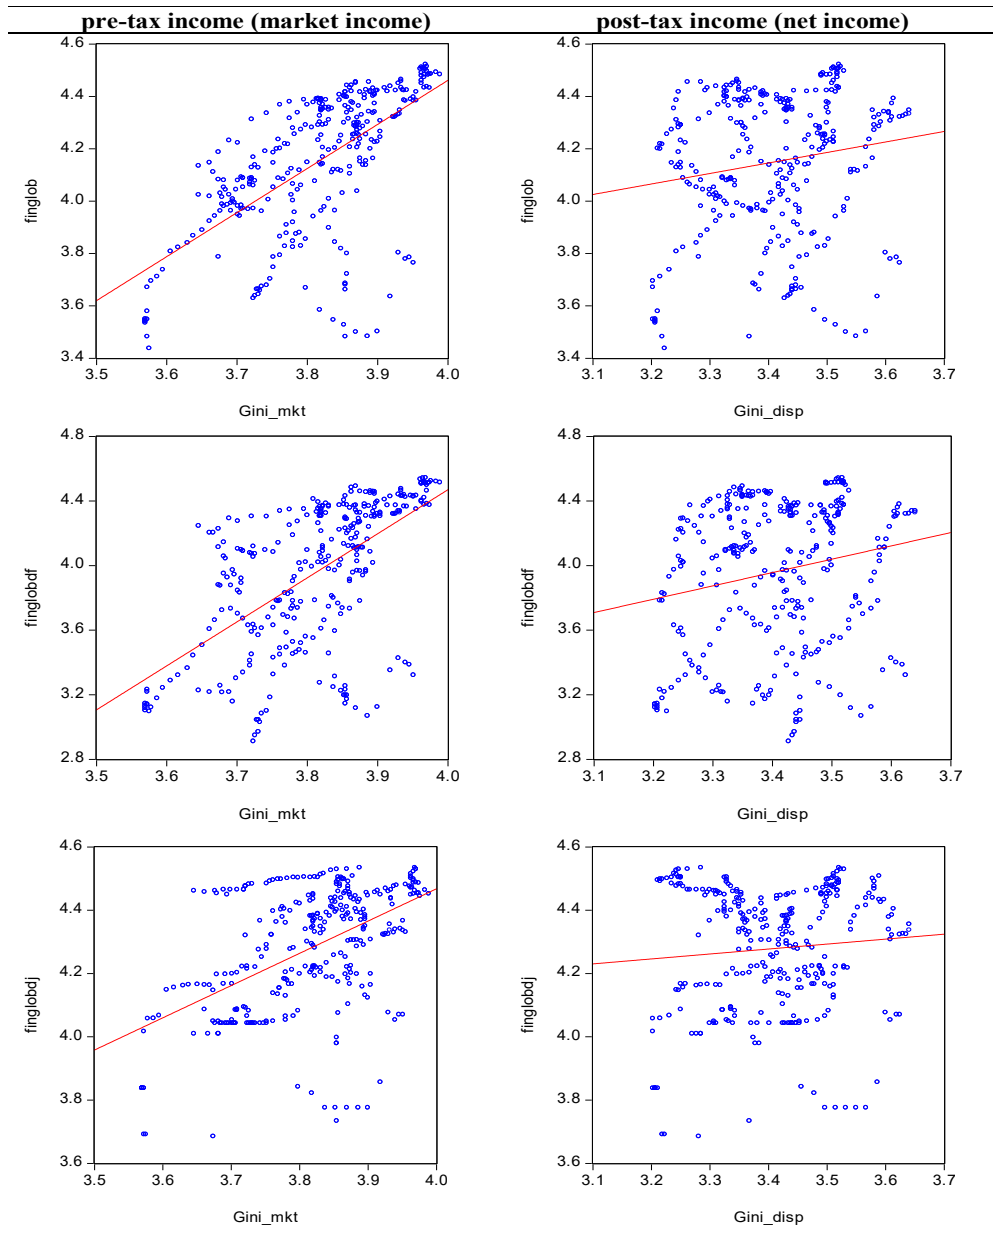 pre-tax income (market income) post-tax income (net income)
4.6 4.6
4.4 4.4
4.2 4.2
finglob 4.0 finglob 4.0
3.8 3.8
3.6 3.6
3.4 3.4
3.5 3.6 3.7 3.8 3.9 4.0 3.1 3.2 3.3 3.4 3.5 3.6 3.7
Gini_mkt Gini_disp
4.8 4.8
4.4 4.4
4.0 4.0
finglobdf finglobdf
3.6 3.6
3.2 3.2
2.8 2.8
3.5 3.6 3.7 3.8 3.9 4.0 3.1 3.2 3.3 3.4 3.5 3.6 3.7
Gini_mkt Gini_disp
4.6 4.6
4.4 4.4
4.2 4.2
finglobdj finglobdj
4.0 4.0
3.8 3.8
3.6 3.6
3.5 3.6 3.7 3.8 3.9 4.0 3.1 3.2 3.3 3.4 3.5 3.6 3.7
Gini_mkt Gini_disp